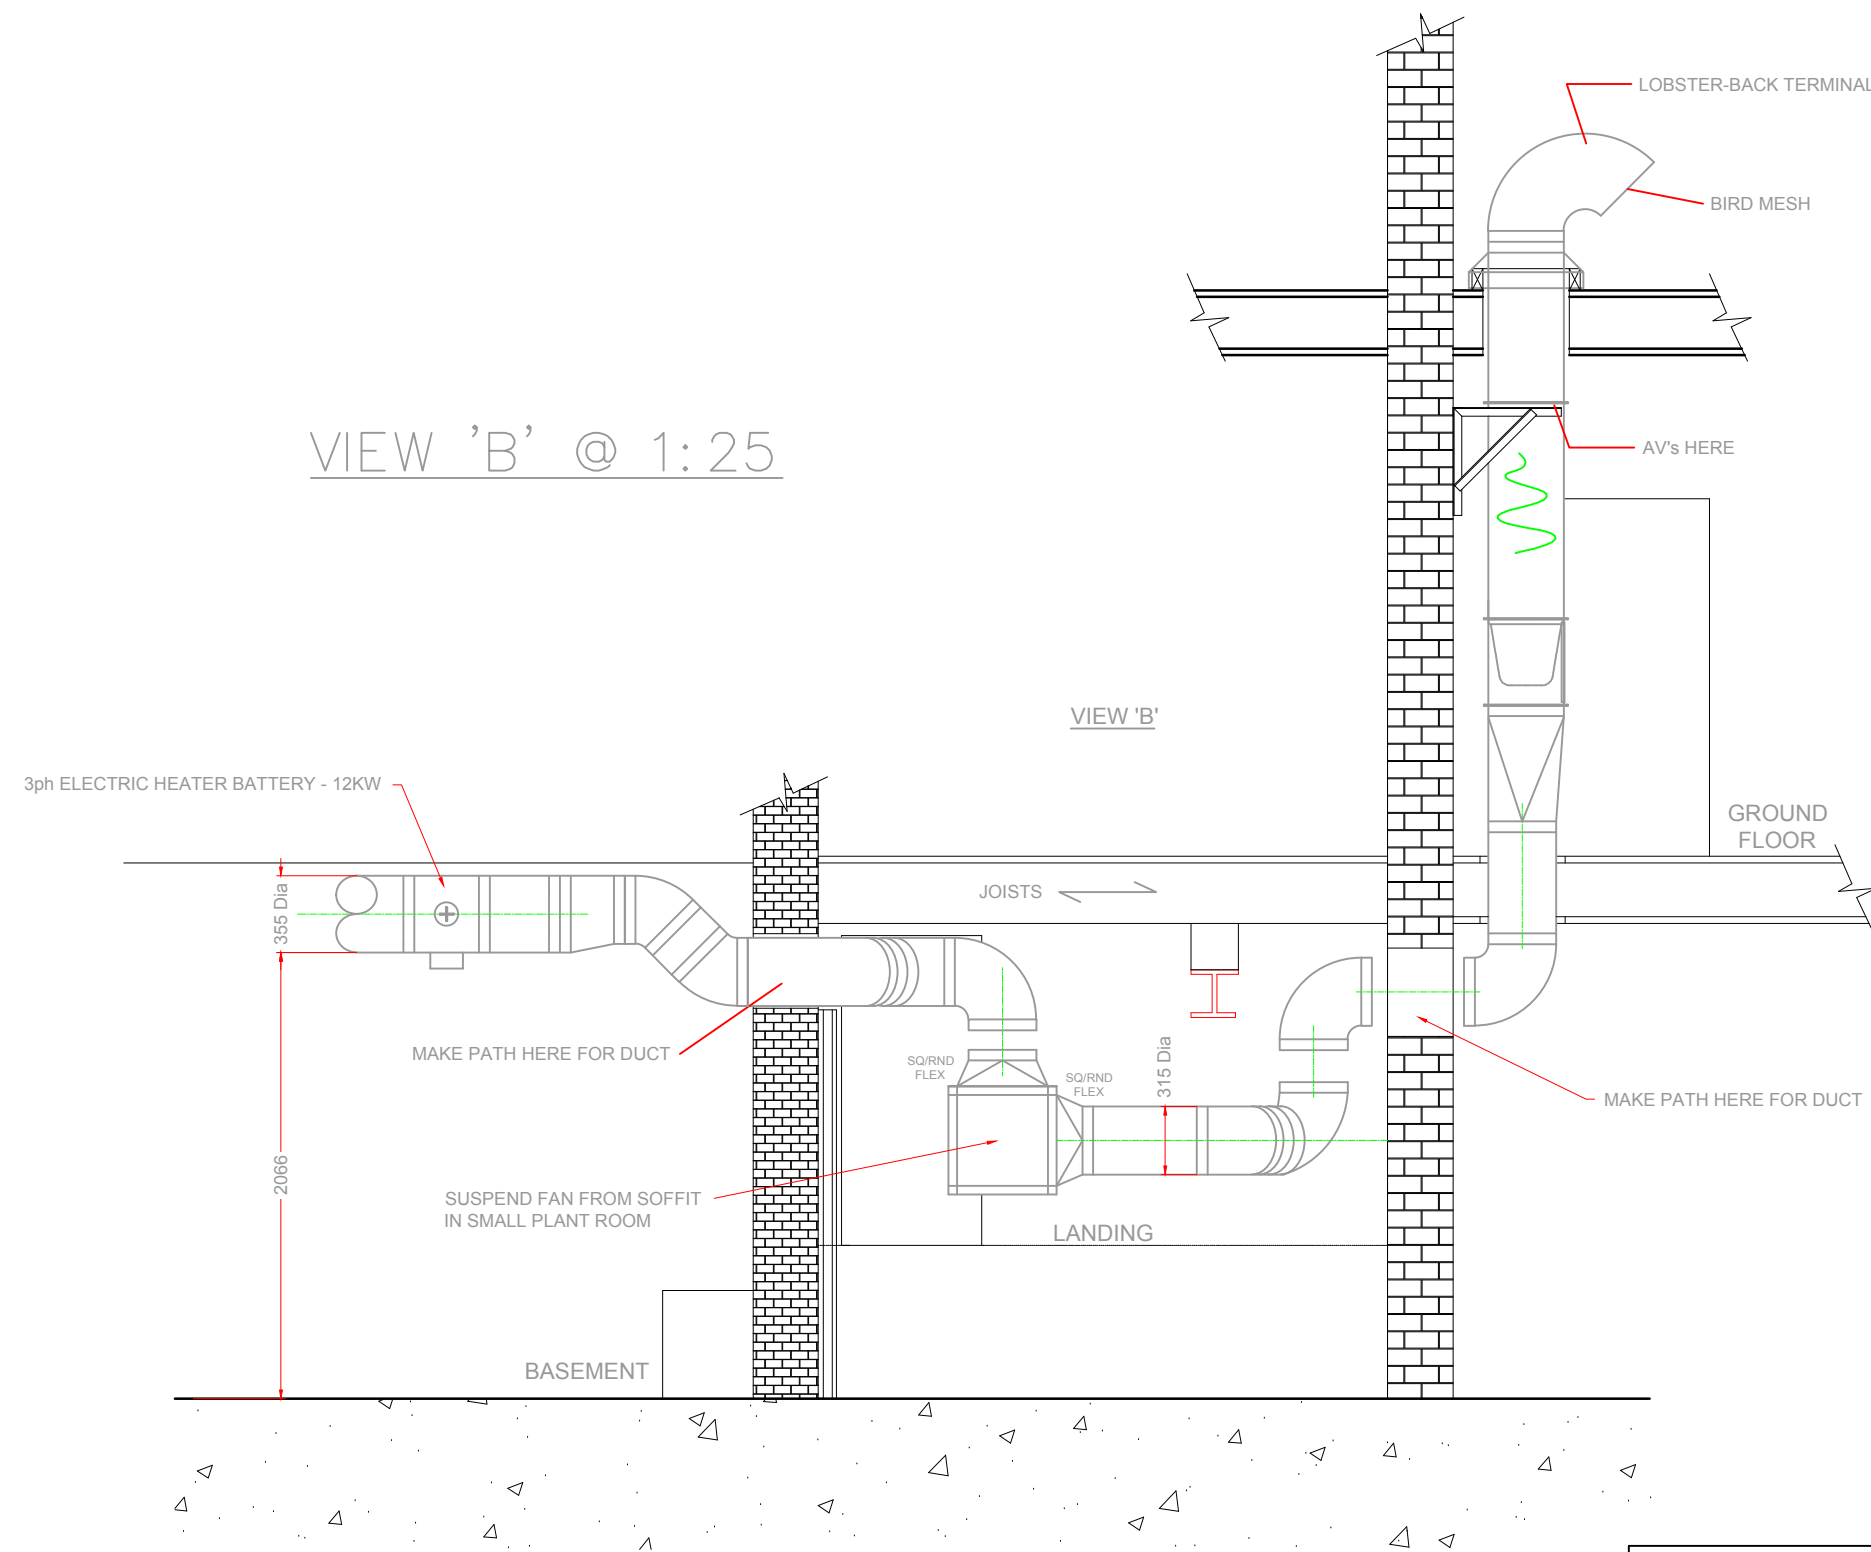 LOBSTER-BACK TERMINAL
BIRD MESH
VIEW 'B' @ 1:25
AV's HERE
VIEW 'B'
3ph ELECTRIC HEATER BATTERY - 12KW
GROUND
FLOOR
355 Dia
JOISTS
MAKE PATH HERE FOR DUCT
SQ/RND
FLEX
SQ/RND
FLEX
315 Dia
MAKE PATH HERE FOR DUCT
2066
SUSPEND FAN FROM SOFFIT
IN SMALL PLANT ROOM
LANDING
BASEMENT